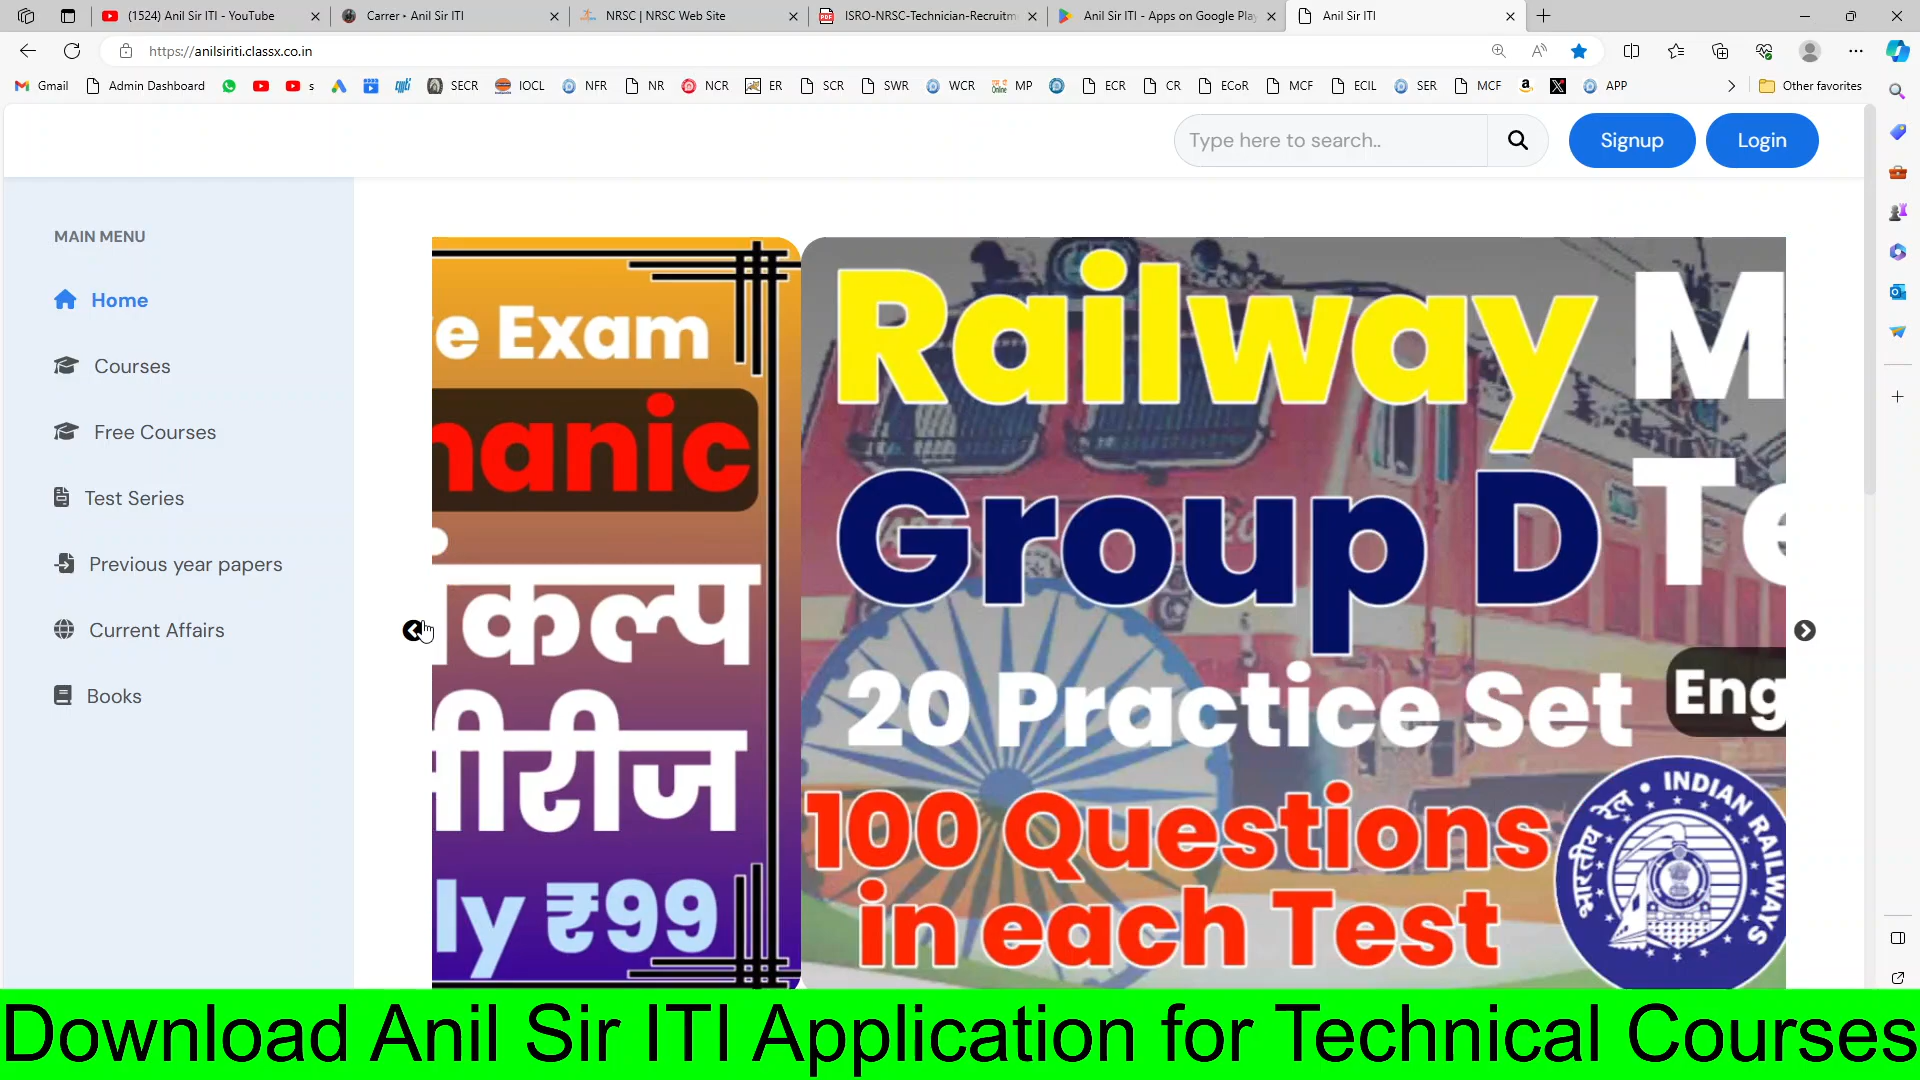 (1524) Anil Sir ITI - YouTube
Carrer • Anil Sir ITI
NRSC | NRSC Web Site
ISRO-NRSC-Technician-Recruitm
Anil Sir ITI - Apps on Google Play
Anil Sir ITI
https://anilsiriti.classx.co.in
Gmail
Admin Dashboard
s
SECR
IOCL
NFR
NR
NCR
ER
SCR
SWR
WCR
MP
ECR
CR
ECoR
MCF
ECIL
SER
MCF
APP
Other favorites
Type here to search..
Signup
Login
MAIN MENU
Home
Courses
Free Courses
Test Series
Previous year papers
Current Affairs
Books
e Exam
hanic
कल्प
ीरीज
ly ₹99
Railway M
Group D Te
20 Practice Set Eng
100 Questions
in each Test
भारतीय रेल • INDIAN RAILWAYS
Download Anil Sir ITI Application for Technical Courses